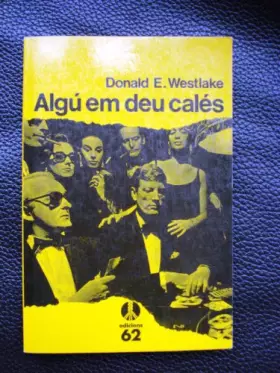 Donald E. Westlake
Algú em deu calés
edicions
62